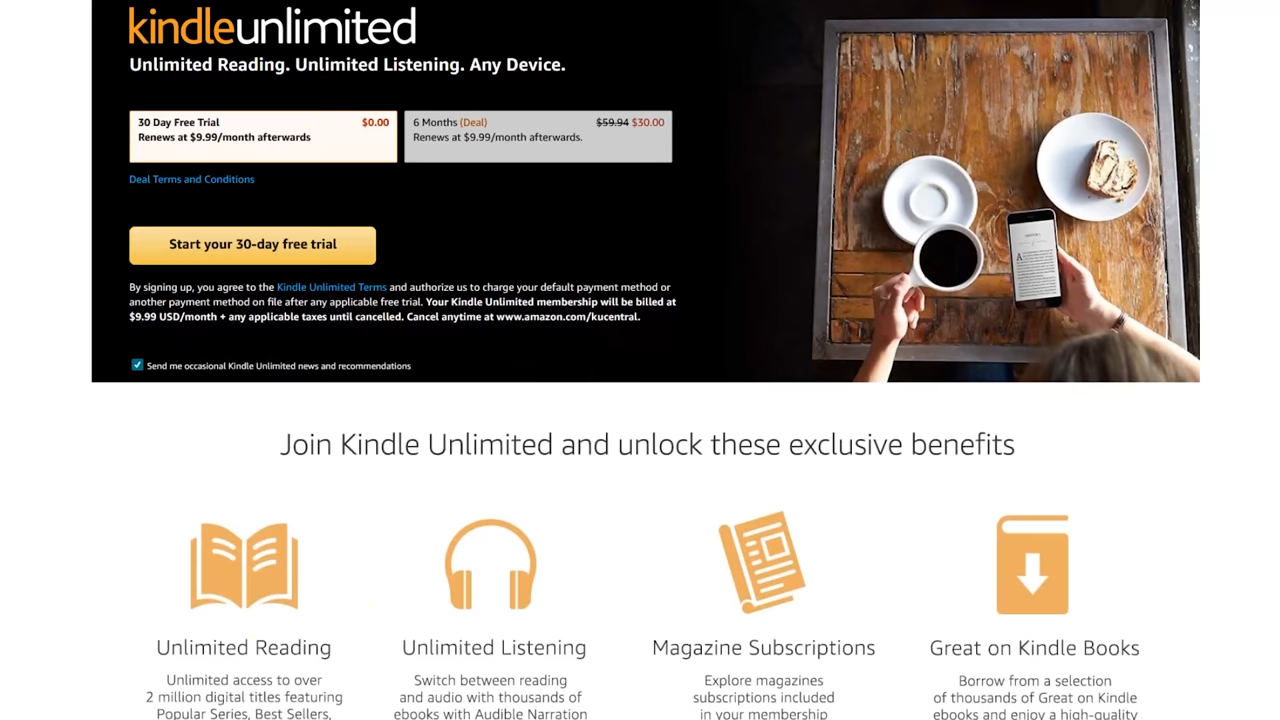 kindleunlimited
Unlimited Reading. Unlimited Listening. Any Device.
30 Day Free Trial $0.00
Renews at $9.99/month afterwards
6 Months (Deal) $59.94 $30.00
Renews at $9.99/month afterwards.
Deal Terms and Conditions
Start your 30-day free trial
By signing up, you agree to the Kindle Unlimited Terms and authorize us to charge your default payment method or
another payment method on file after any applicable free trial. Your Kindle Unlimited membership will be billed at
$9.99 USD/month + any applicable taxes until cancelled. Cancel anytime at www.amazon.com/kucentral.
Send me occasional Kindle Unlimited news and recommendations
Join Kindle Unlimited and unlock these exclusive benefits
Unlimited Reading
Unlimited access to over
2 million digital titles featuring
Popular Series, Best Sellers,
Unlimited Listening
Switch between reading
and audio with thousands of
ebooks with Audible Narration
Magazine Subscriptions
Explore magazines
subscriptions included
in your membership
Great on Kindle Books
Borrow from a selection
of thousands of Great on Kindle
ebooks and enjoy a high-quality